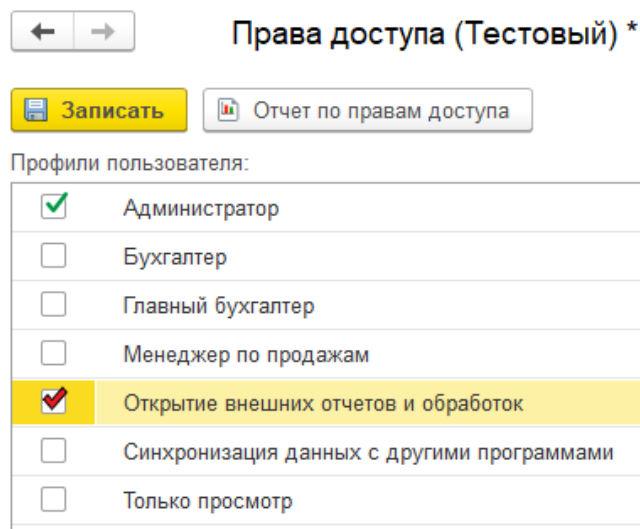 Права доступа (Тестовый) *
Записать
Отчет по правам доступа
Профили пользователя:
Администратор
Бухгалтер
Главный бухгалтер
Менеджер по продажам
Открытие внешних отчетов и обработок
Синхронизация данных с другими программами
Только просмотр